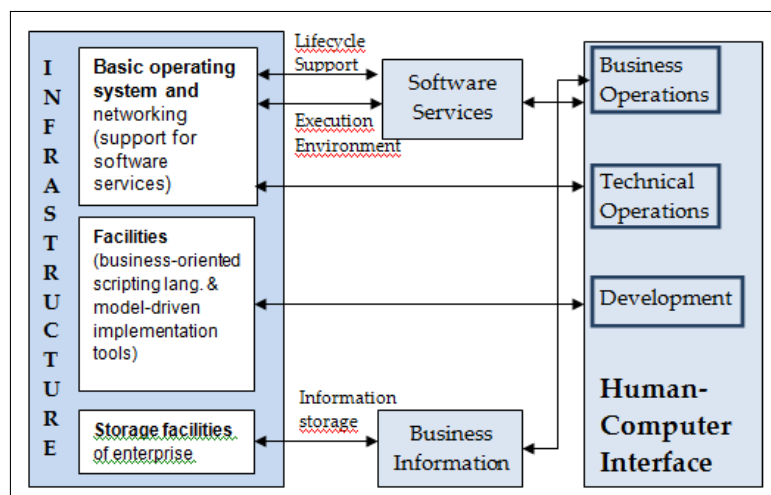 INFRASTRUCTURE
Basic operating
system and
networking
(support for
software
services)
Facilities
(business-oriented
scripting lang. &
model-driven
implementation
tools)
Storage facilities
of enterprise
Lifecycle
Support
Execution
Environment
Information
storage
Software
Services
Business
Information
Business
Operations
Technical
Operations
Development
Human-
Computer
Interface